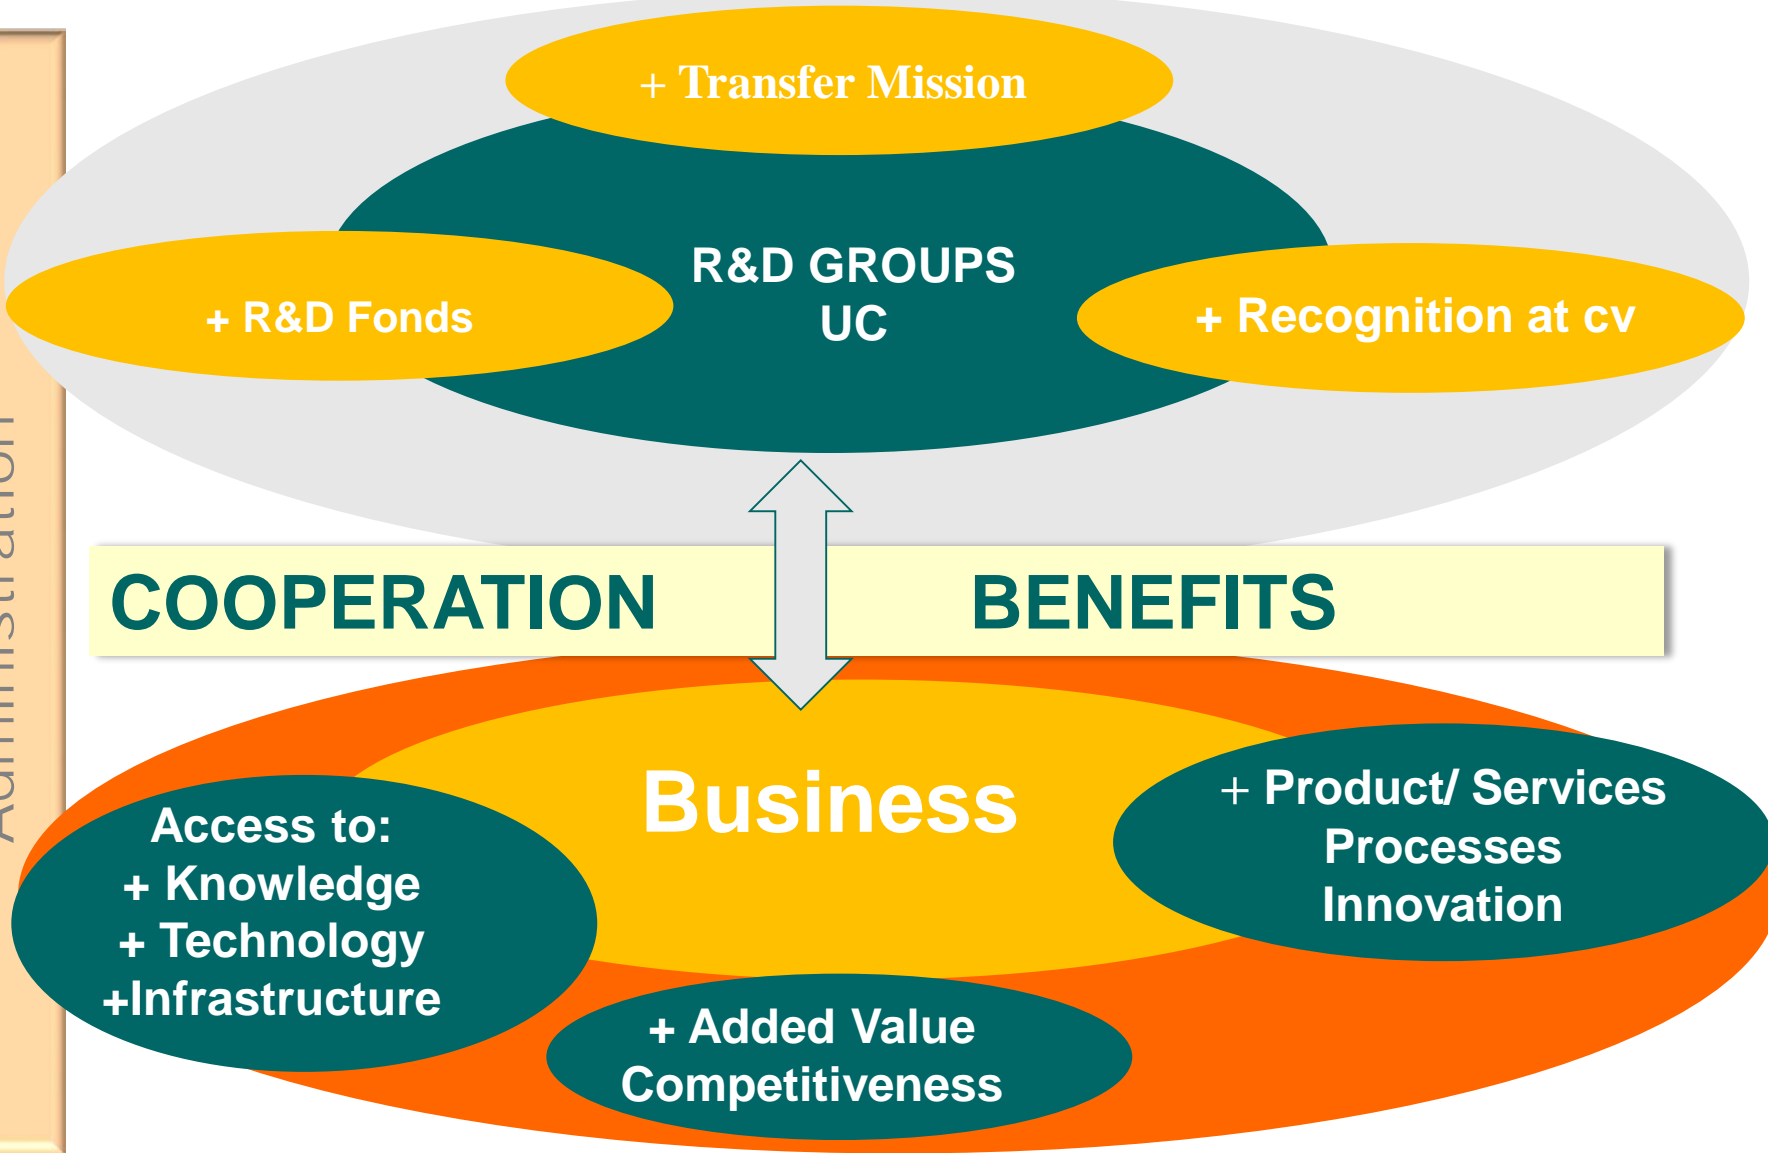 + Transfer Mission
R&D GROUPS
UC
+ R&D Fonds
+ Recognition at cv
COOPERATION BENEFITS
Business
Access to:
+ Knowledge
+ Technology
+Infrastructure
+ Product/ Services
Processes
Innovation
+ Added Value
Competitiveness
Administration